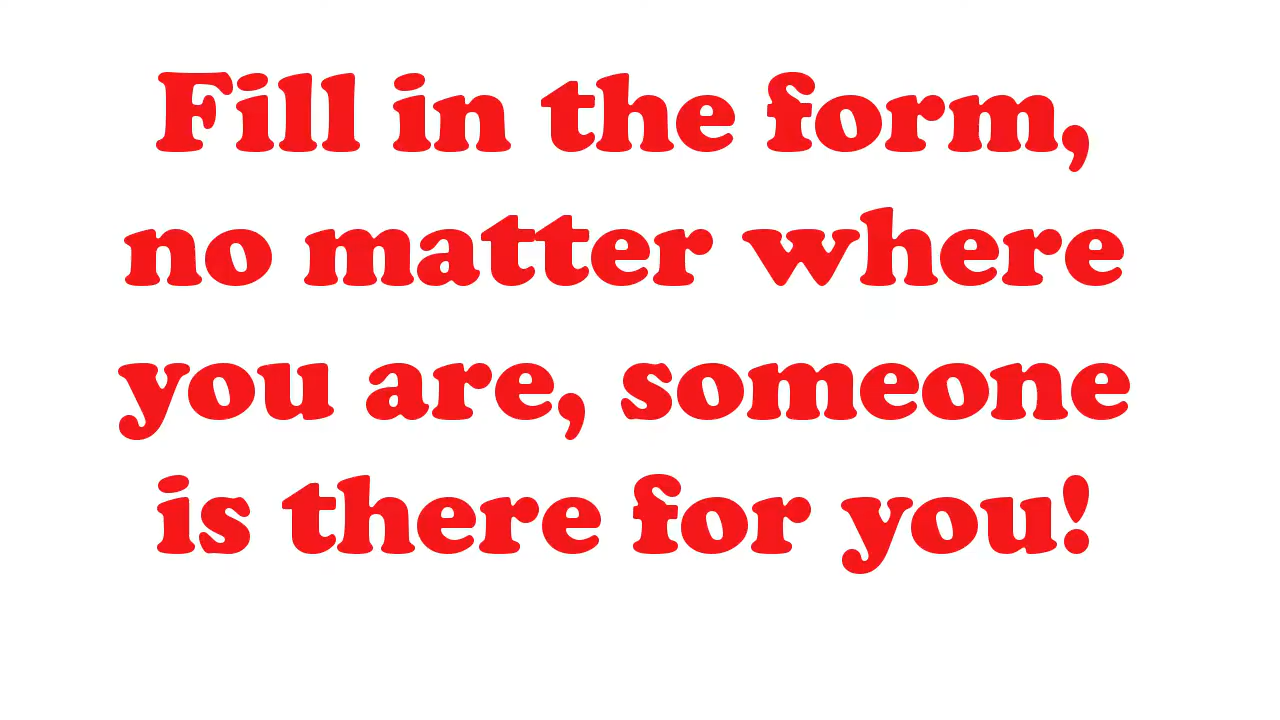 Fill in the form,
no matter where
you are, someone
is there for you!